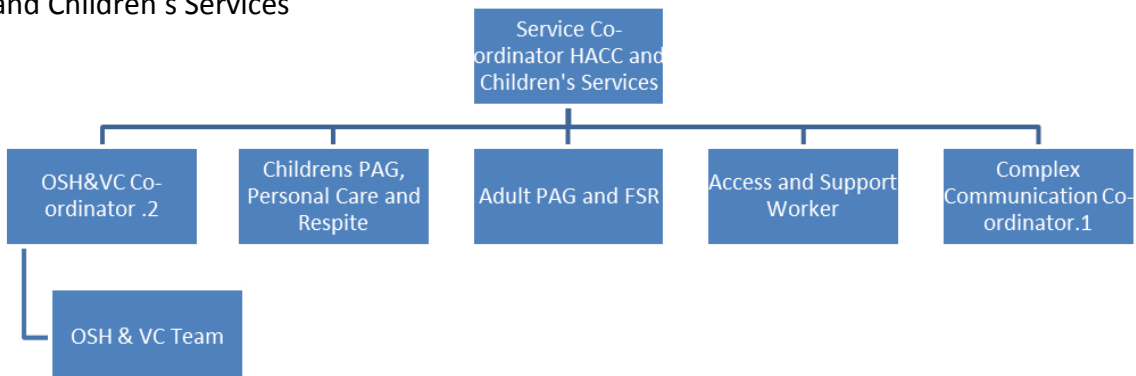 and Children's Services
Service Co-
ordinator HACC and
Children's Services
OSH&VC Co-
ordinator .2
Childrens PAG,
Personal Care and
Respite
Adult PAG and FSR
Access and Support
Worker
Complex
Communication Co-
ordinator.1
OSH & VC Team